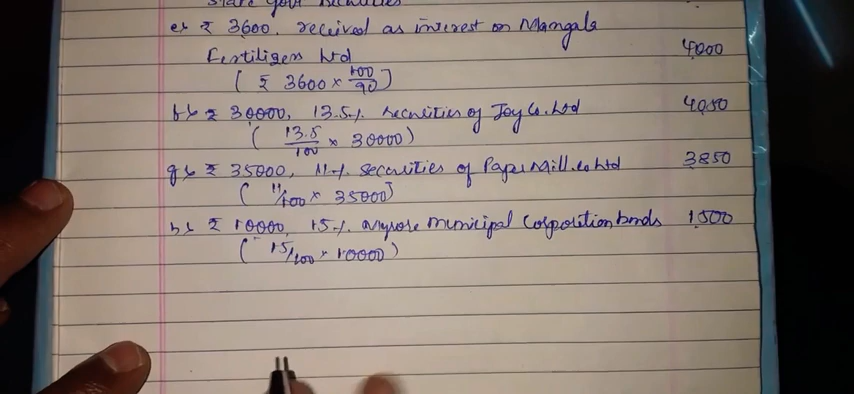 e) ₹ 3600, received as interest on Mangala
Fertilizers Ltd 4000
( ₹ 3600 × 100/90 )
f) ₹ 30000, 13.5% securities of Joy Co. Ltd 4050
( 13.5/100 × 30000 )
g) ₹ 35000, 11% securities of Paper Mill. Co Ltd 3850
( 11/100 × 35000 )
h) ₹ 10000, 15% Mysore municipal Corporation bonds 1500
( 15/100 × 10000 )